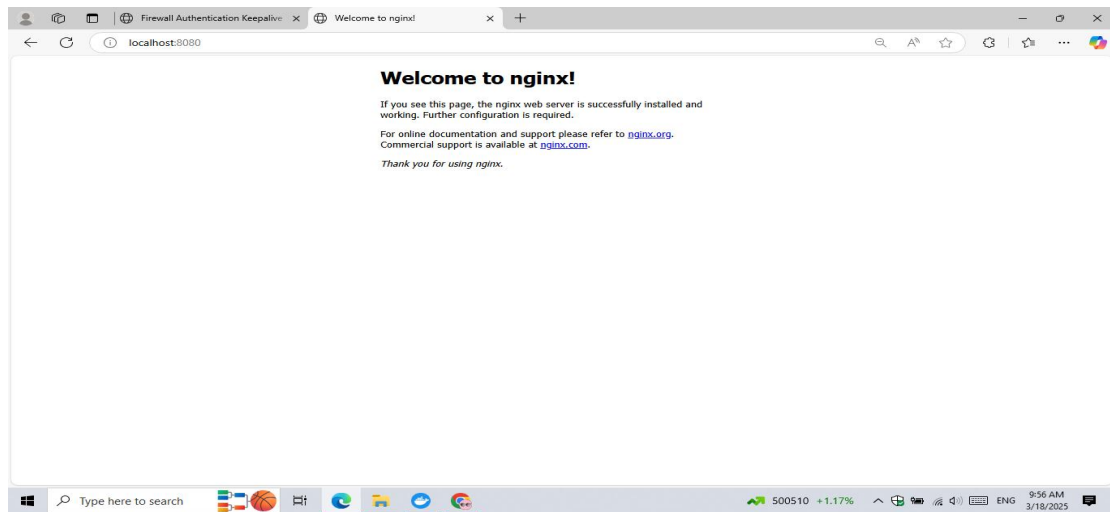 Firewall Authentication Keepalive
Welcome to nginx!
localhost:8080
Welcome to nginx!
If you see this page, the nginx web server is successfully installed and
working. Further configuration is required.
For online documentation and support please refer to nginx.org.
Commercial support is available at nginx.com.
Thank you for using nginx.
Type here to search
500510 +1.17%
ENG
9:56 AM
3/18/2025